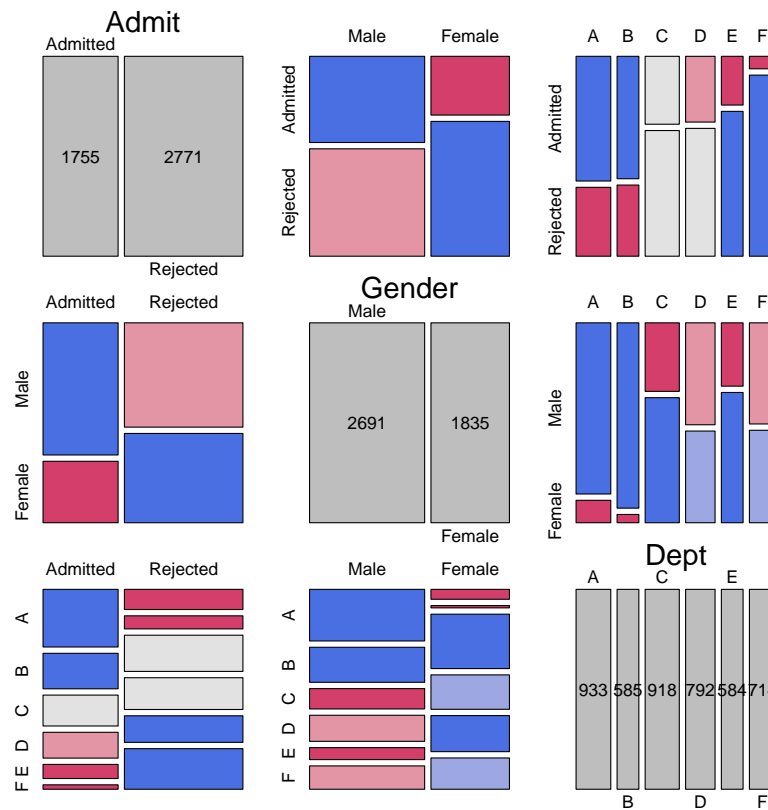 Admit
Admitted
1755 2771
Rejected
Male Female
Admitted
Rejected
A B C D E F
Admitted
Rejected
Admitted Rejected
Male
Female
Gender
Male
2691 1835
Female
A B C D E F
Male
Female
Admitted Rejected
A
B
C
D
E
F
Male Female
A
B
C
D
E
F
Dept
A C E
933 585 918 792 584
B D F